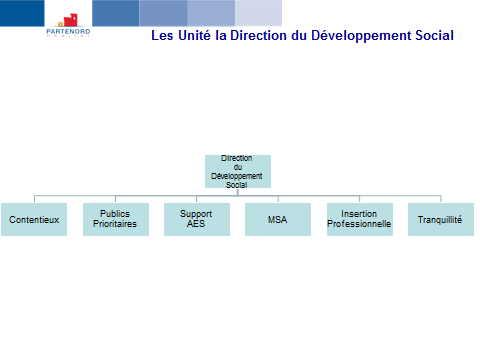 PARTENORD
Les Unité la Direction du Développement Social
Direction
du
Développement
Social
Contentieux
Publics
Prioritaires
Support
AES
MSA
Insertion
Professionnelle
Tranquillité